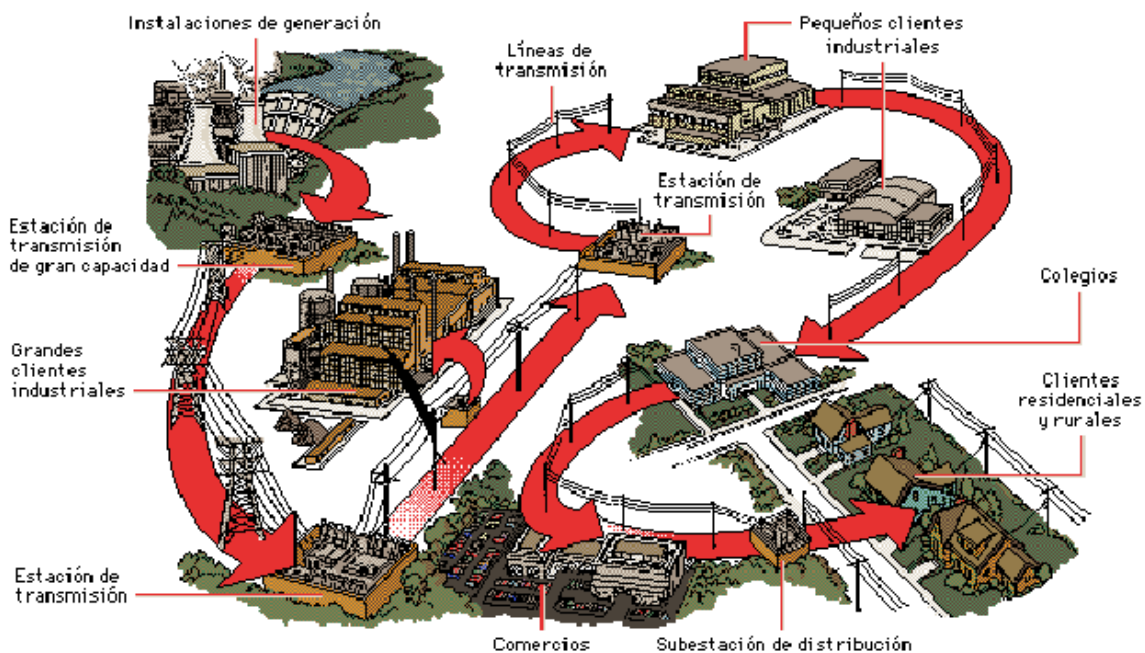 Instalaciones de generación
Líneas de
transmisión
Pequeños clientes
industriales
Estación de
transmisión
Estación de
transmisión
de gran capacidad
Colegios
Grandes
clientes
industriales
Clientes
residenciales
y rurales
Estación de
transmisión
Comercios
Subestación de distribución